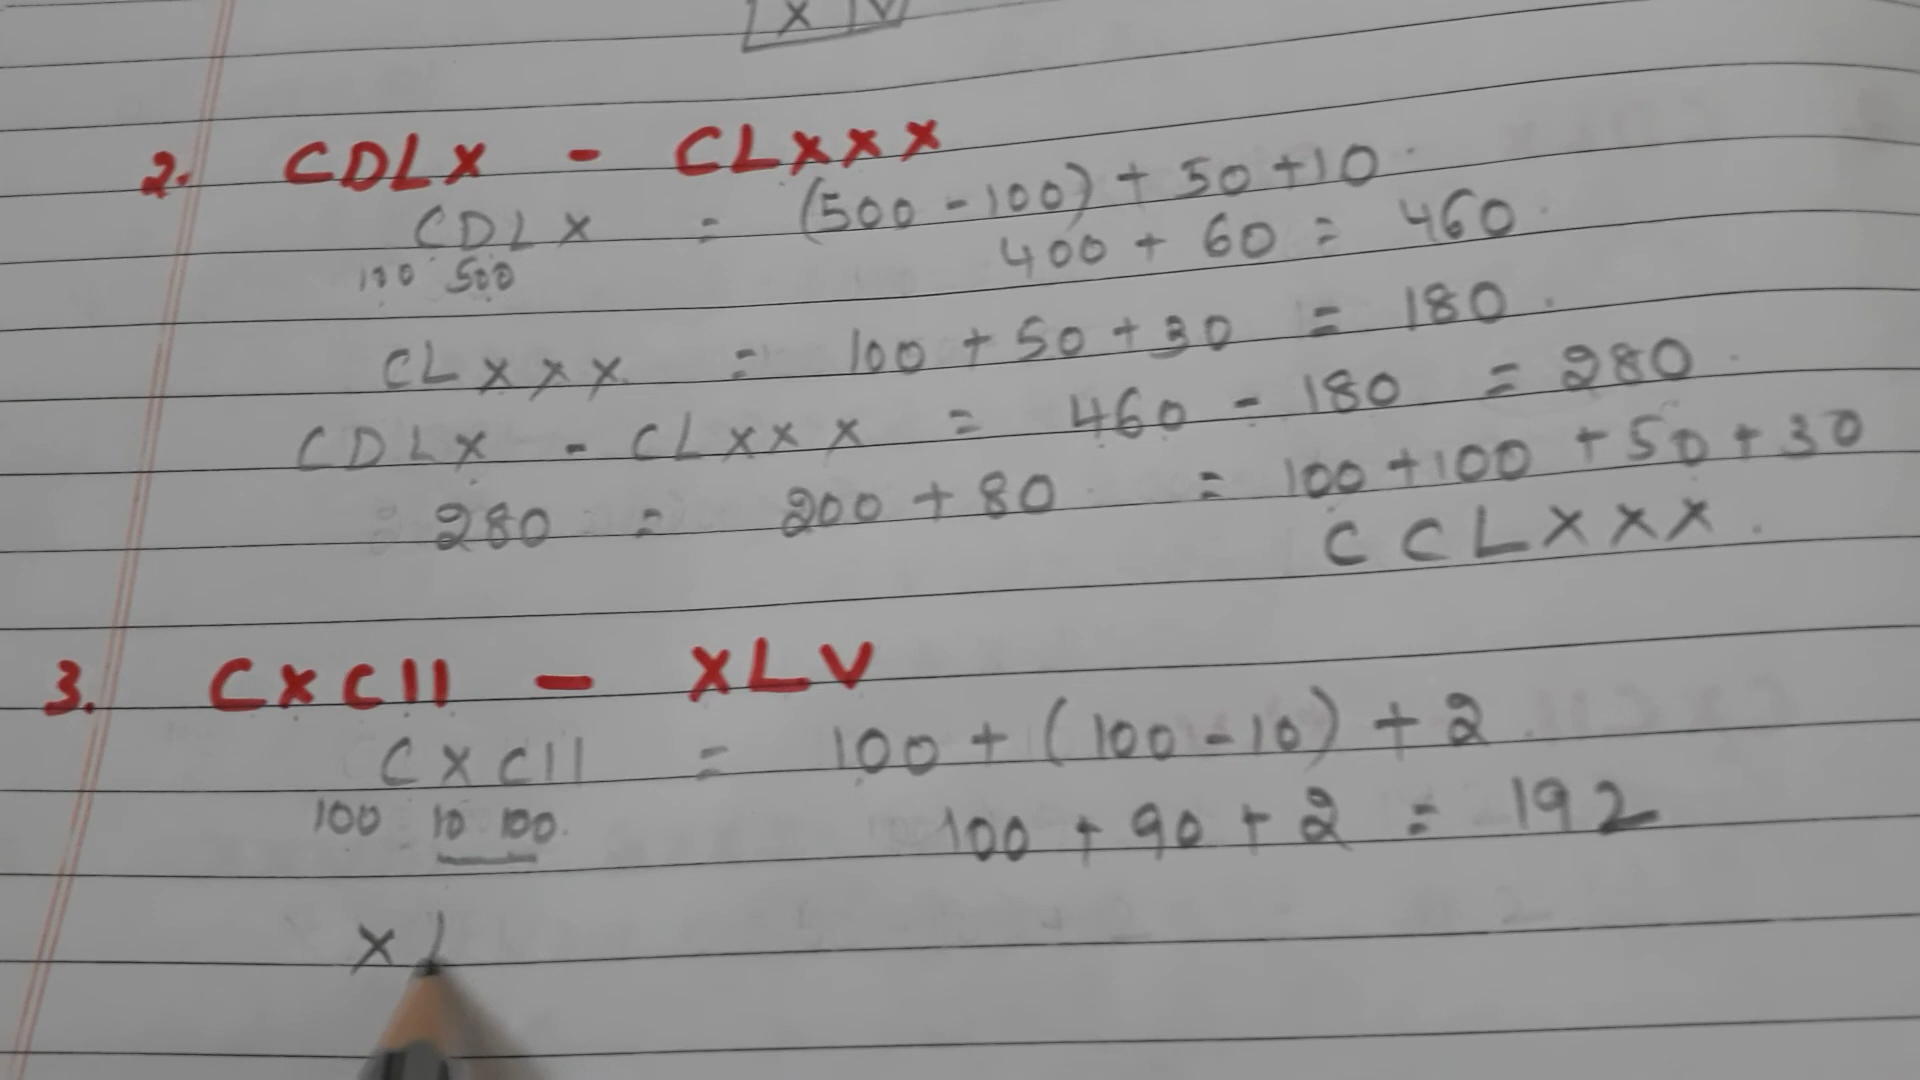 X IV
2. CDLX - CLXXX
CDLX = (500 - 100) + 50 + 10
100 500 400 + 60 = 460
CLXXX = 100 + 50 + 30 = 180
CDLX - CLXXX = 460 - 180 = 280
280 = 200 + 80 = 100 + 100 + 50 + 30
CCLXXX
3. CXCII - XLV
CXCII = 100 + (100 - 10) + 2
100 10 100 100 + 90 + 2 = 192
XL